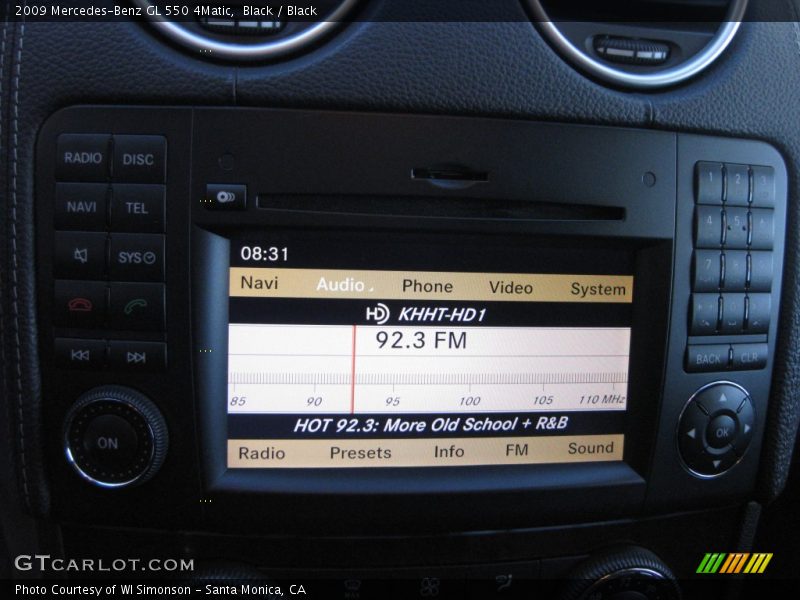 2009 Mercedes-Benz GL 550 4Matic, Black / Black
RADIO DISC
NAVI TEL
SYS
ON
08:31
Navi Audio Phone Video System
HD KHHT-HD1
92.3 FM
85 90 95 100 105 110 MHz
HOT 92.3: More Old School + R&B
Radio Presets Info FM Sound
1 2 3
4 5 6
7 8 9
BACK CLR
OK
GTCARLOT.COM
Photo Courtesy of WI Simonson - Santa Monica, CA